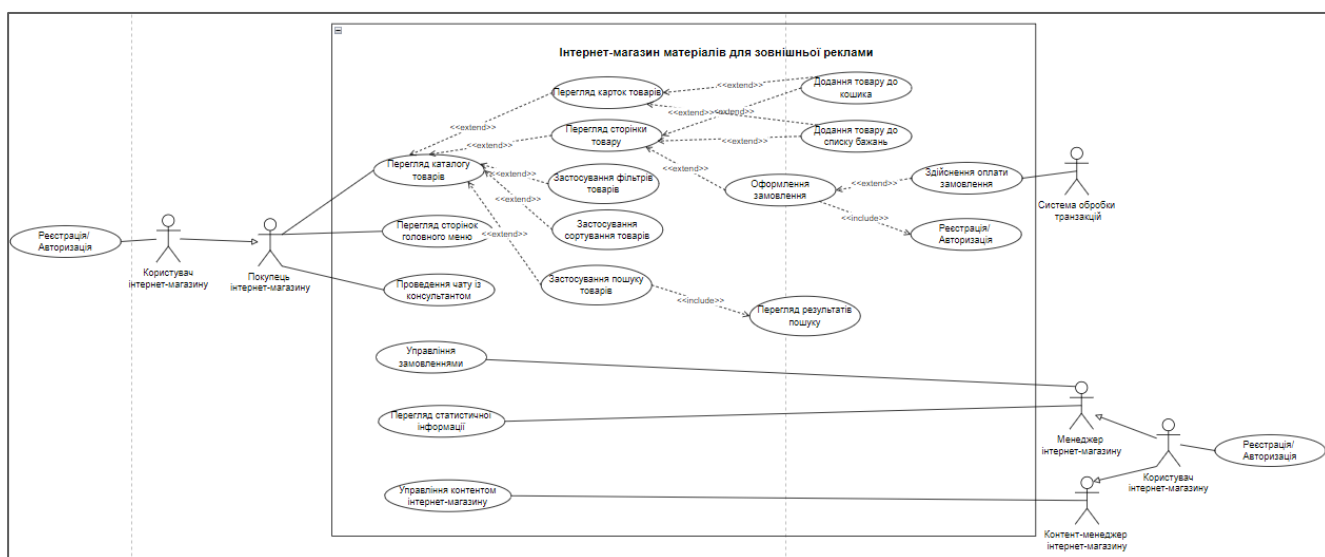 Інтернет-магазин матеріалів для зовнішньої реклами
Перегляд карток товарів
<<extend>>
Додання товару до
кошика
<<extend>>
<<extend>>
<<extend>>
Перегляд сторінки
товару
<<extend>>
Додання товару до
списку бажань
<<extend>>
Перегляд каталогу
товарів
<<extend>>
Застосування фільтрів
товарів
<<extend>>
Оформлення
замовлення
<<extend>>
Здійснення оплати
замовлення
Система обробки
транзакцій
<<extend>>
Застосування
сортування товарів
<<include>>
Реєстрація/
Авторизація
Реєстрація/
Авторизація
Користувач
інтернет-магазину
Покупець
інтернет-магазину
Перегляд сторінок
головного меню
<<extend>>
Проведення чату із
консультантом
Застосування пошуку
товарів
<<include>>
Перегляд результатів
пошуку
Управління
замовленнями
Перегляд статистичної
інформації
Менеджер
інтернет-магазину
Реєстрація/
Авторизація
Користувач
інтернет-магазину
Управління контентом
інтернет-магазину
Контент-менеджер
інтернет-магазину